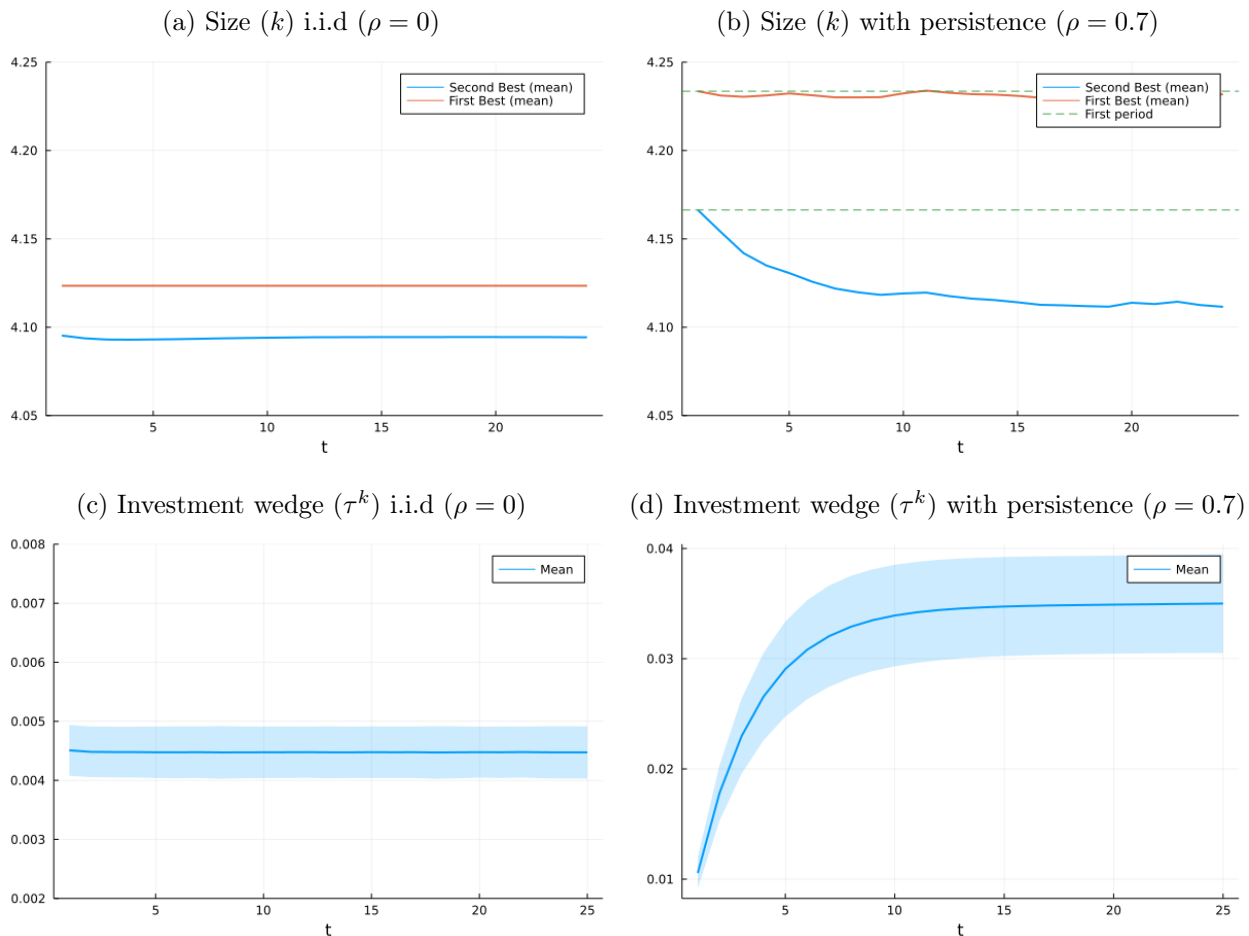 (a) Size (k) i.i.d (ρ = 0)
4.25
4.20
4.15
4.10
4.05
Second Best (mean)
First Best (mean)
5 10 15 20
t
(b) Size (k) with persistence (ρ = 0.7)
4.25
4.20
4.15
4.10
4.05
Second Best (mean)
First Best (mean)
First period
5 10 15 20
t
(c) Investment wedge (τ^k) i.i.d (ρ = 0)
0.008
0.007
0.006
0.005
0.004
0.003
0.002
Mean
5 10 15 20 25
t
(d) Investment wedge (τ^k) with persistence (ρ = 0.7)
0.04
0.03
0.02
0.01
Mean
5 10 15 20 25
t